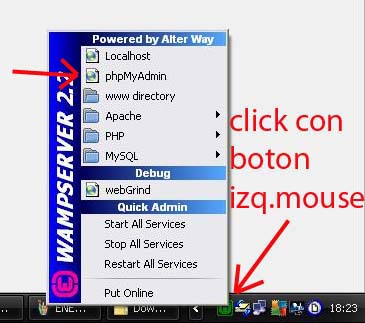 Powered by Alter Way
Localhost
phpMyAdmin
www directory
Apache
PHP
MySQL
Debug
webGrind
Quick Admin
Start All Services
Stop All Services
Restart All Services
Put Online
WAMPSERVER 2.2
click con
boton
izq.mouse
ENE...
Dow...
18:23